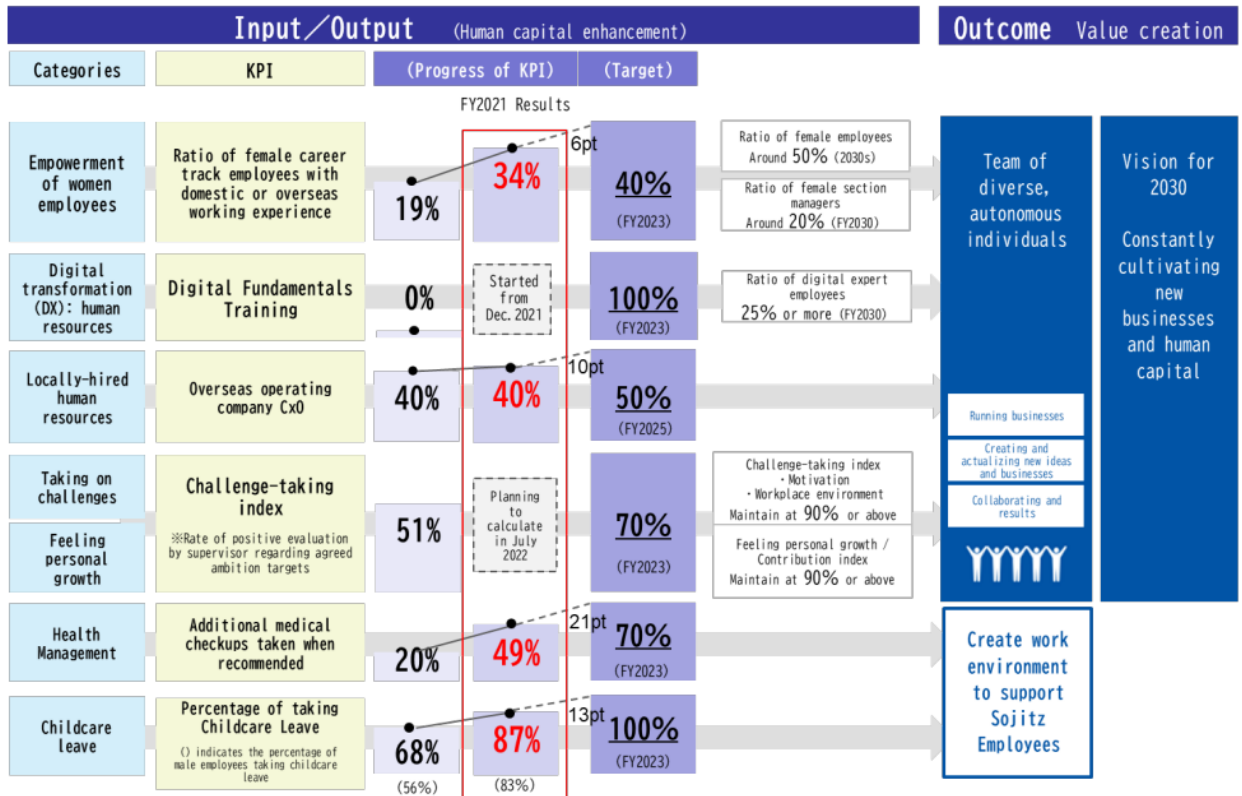 Input／Output (Human capital enhancement)
Outcome Value creation
Categories
KPI
(Progress of KPI)
(Target)
FY2021 Results
Empowerment
of women
employees
Ratio of female career
track employees with
domestic or overseas
working experience
19%
34%
6pt
40%
(FY2023)
Ratio of female employees
Around 50% (2030s)
Ratio of female section
managers
Around 20% (FY2030)
Digital
transformation
(DX): human
resources
Digital Fundamentals
Training
0%
Started
from
Dec. 2021
100%
(FY2023)
Ratio of digital expert
employees
25% or more (FY2030)
Locally-hired
human
resources
Overseas operating
company CxO
40%
40%
10pt
50%
(FY2025)
Taking on
challenges
Feeling
personal
growth
Challenge-taking
index
※Rate of positive evaluation
by supervisor regarding agreed
ambition targets
51%
Planning
to
calculate
in July
2022
70%
(FY2023)
Challenge-taking index
・Motivation
・Workplace environment
Maintain at 90% or above
Feeling personal growth /
Contribution index
Maintain at 90% or above
Health
Management
Additional medical
checkups taken when
recommended
20%
49%
21pt
70%
(FY2023)
Childcare
leave
Percentage of taking
Childcare Leave
() indicates the percentage of
male employees taking childcare
leave
68%
(56%)
87%
(83%)
13pt
100%
(FY2023)
Team of
diverse,
autonomous
individuals
Running businesses
Creating and
actualizing new ideas
and businesses
Collaborating and
results
Vision for
2030
Constantly
cultivating
new
businesses
and human
capital
Create work
environment
to support
Sojitz
Employees